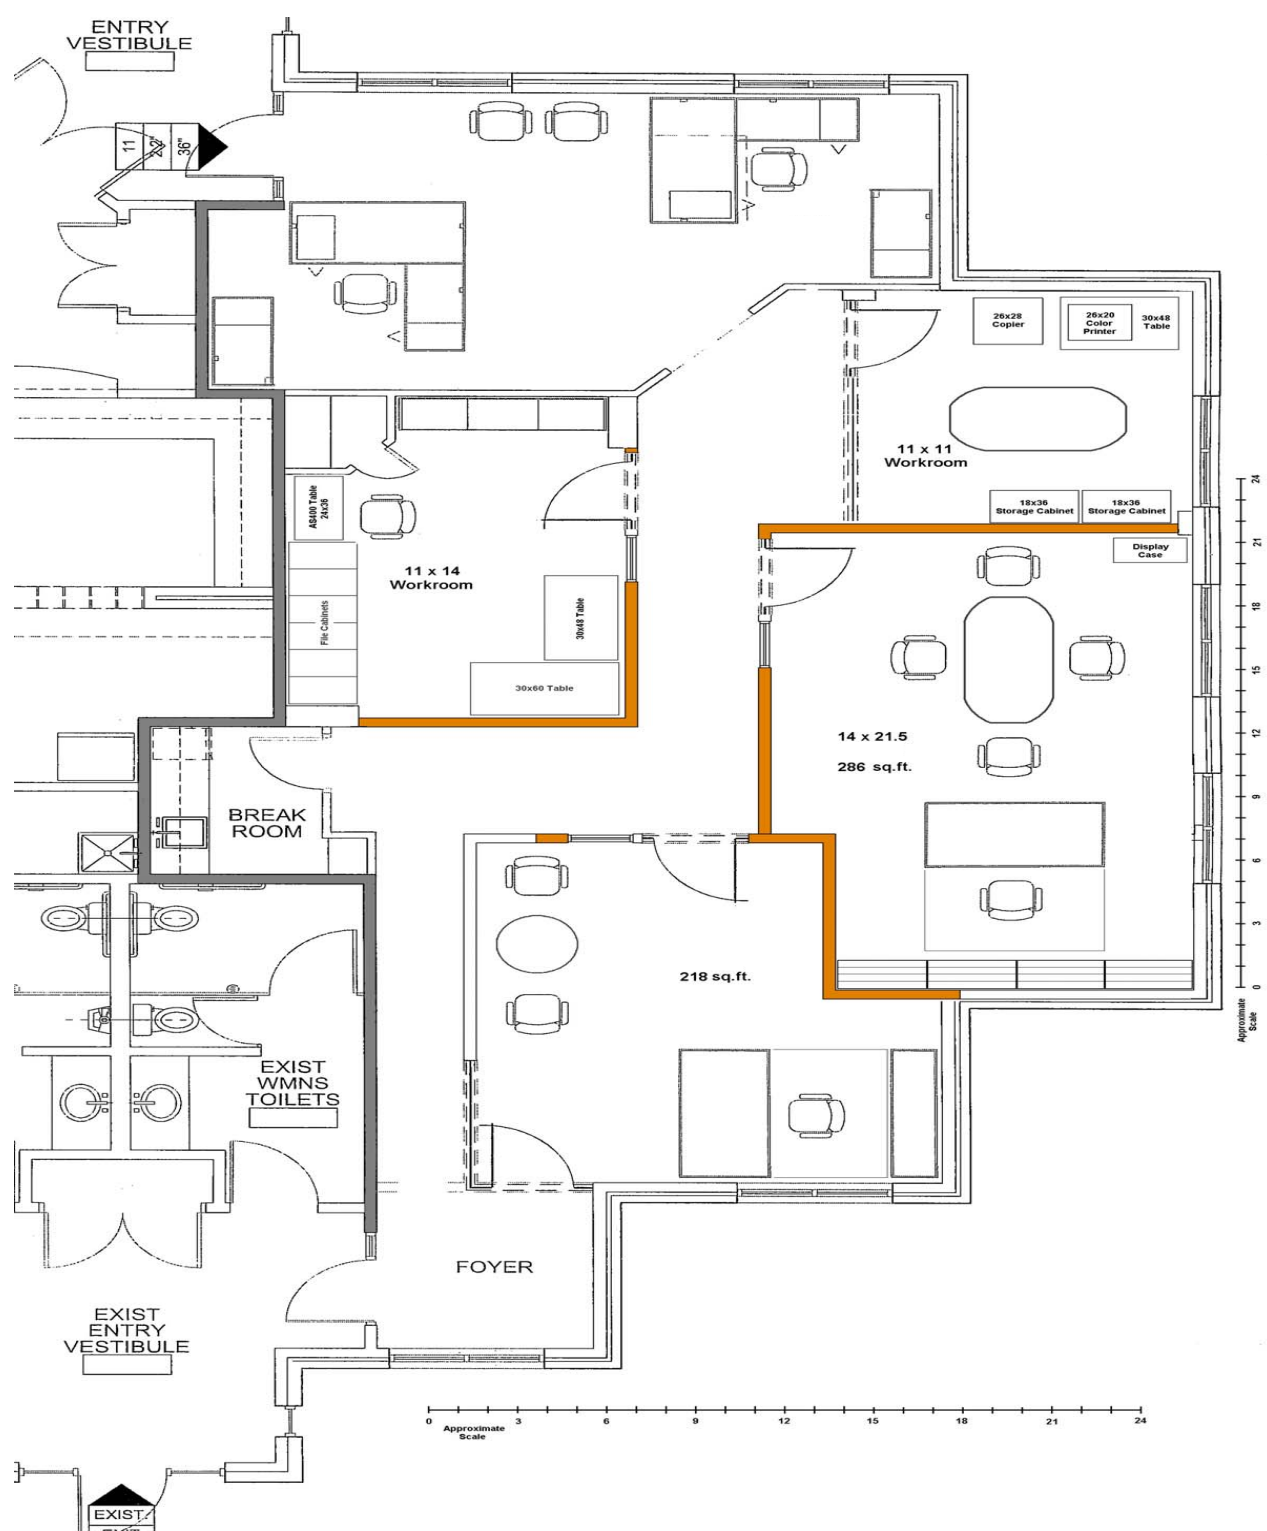 ENTRY
VESTIBULE
11
36"
26x28
Copier
26x20
Color
Printer
30x48
Table
11 x 11
Workroom
18x36
Storage Cabinet
18x36
Storage Cabinet
Display
Case
AS400 Table
24x36
11 x 14
Workroom
File Cabinets
30x48 Table
30x60 Table
14 x 21.5
286 sq.ft.
BREAK
ROOM
218 sq.ft.
EXIST
WMNS
TOILETS
FOYER
EXIST
ENTRY
VESTIBULE
EXIST.
24
21
18
15
12
9
6
3
0
Approximate
Scale
0 3 6 9 12 15 18 21 24
Approximate
Scale